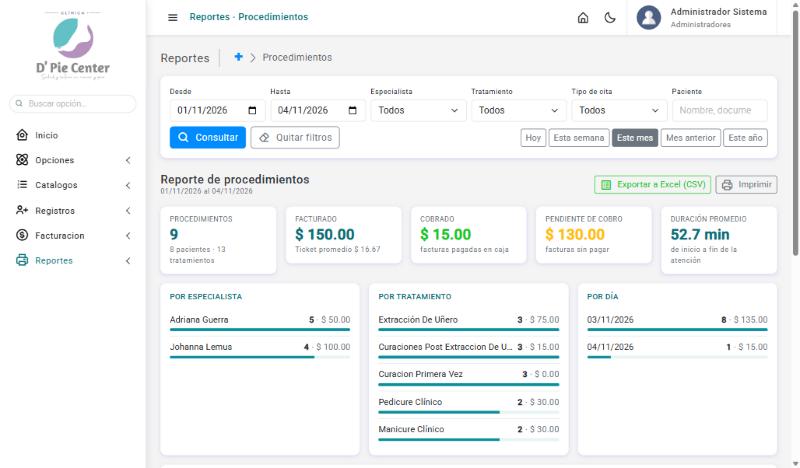 CLINICA
D' Pie Center
Buscar opción...
Inicio
Opciones
Catalogos
Registros
Facturacion
Reportes
Reportes - Procedimientos
Administrador Sistema
Administradores
Reportes
Procedimientos
Desde
Hasta
Especialista
Tratamiento
Tipo de cita
Paciente
01/11/2026
04/11/2026
Todos
Todos
Todos
Nombre, docume
Consultar
Quitar filtros
Hoy
Esta semana
Este mes
Mes anterior
Este año
Reporte de procedimientos
01/11/2026 al 04/11/2026
Exportar a Excel (CSV)
Imprimir
PROCEDIMIENTOS
9
8 pacientes · 13
tratamientos
FACTURADO
$ 150.00
Ticket promedio $ 16.67
COBRADO
$ 15.00
facturas pagadas en caja
PENDIENTE DE COBRO
$ 130.00
facturas sin pagar
DURACIÓN PROMEDIO
52.7 min
de inicio a fin de la
atención
POR ESPECIALISTA
Adriana Guerra 5 · $ 50.00
Johanna Lemus 4 · $ 100.00
POR TRATAMIENTO
Extracción De Uñero 3 · $ 75.00
Curaciones Post Extraccion De U... 3 · $ 15.00
Curacion Primera Vez 3 · $ 0.00
Pedicure Clínico 2 · $ 30.00
Manicure Clínico 2 · $ 30.00
POR DÍA
03/11/2026 8 · $ 135.00
04/11/2026 1 · $ 15.00